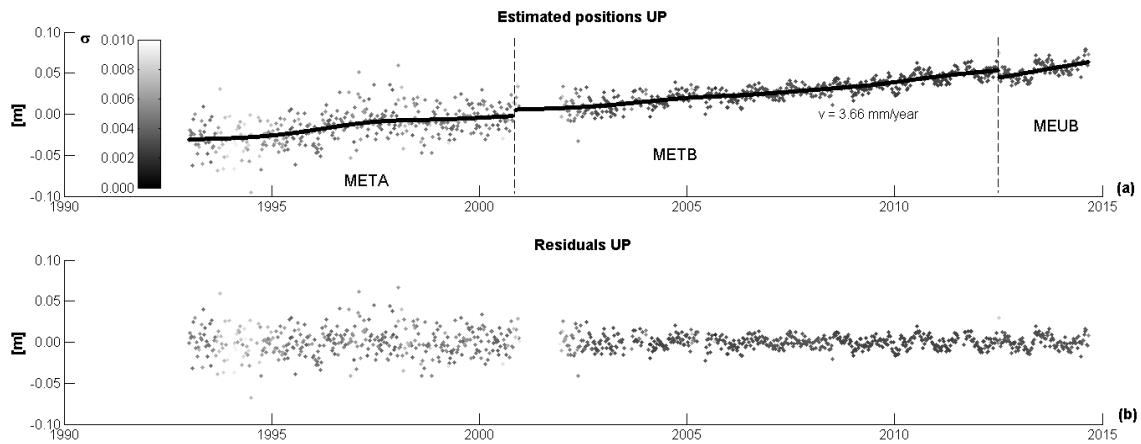 Estimated positions UP
0.10
0.05
0.00
-0.05
-0.10
[m]
σ
0.010
0.008
0.006
0.004
0.002
0.000
META
METB
v = 3.66 mm/year
MEUB
(a)
1990
1995
2000
2005
2010
2015
Residuals UP
0.10
0.05
0.00
-0.05
-0.10
[m]
(b)
1990
1995
2000
2005
2010
2015